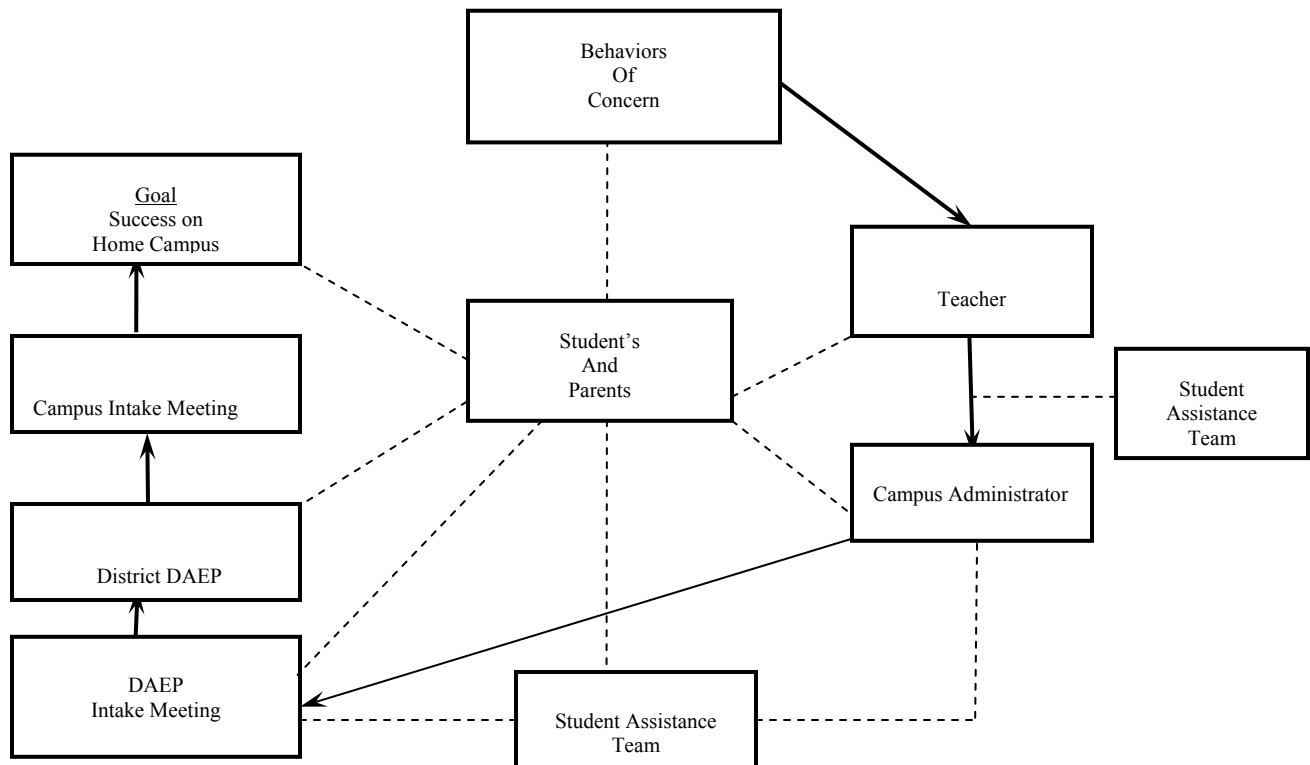 Behaviors
Of
Concern
Goal
Success on
Home Campus
Teacher
Student’s
And
Parents
Student
Assistance
Team
Campus Intake Meeting
Campus Administrator
District DAEP
DAEP
Intake Meeting
Student Assistance
Team